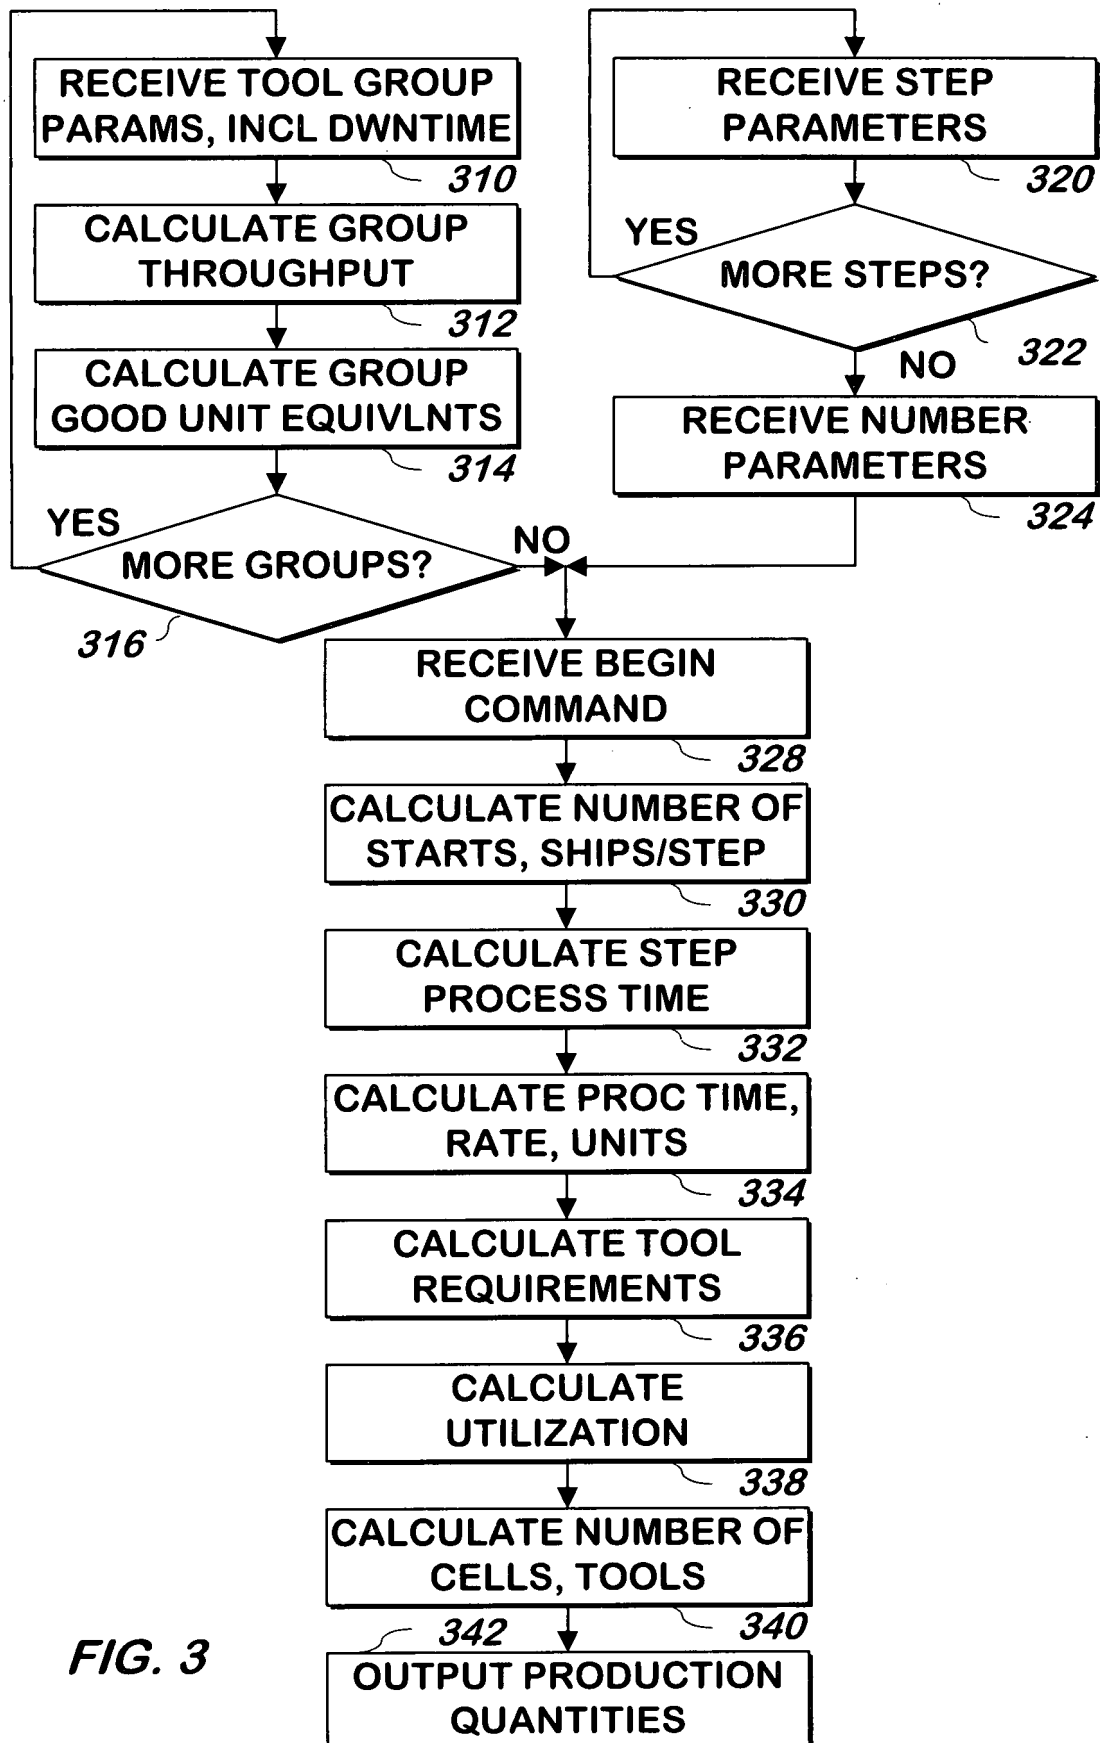 RECEIVE TOOL GROUP
PARAMS, INCL DWNTIME
310
CALCULATE GROUP
THROUGHPUT
312
CALCULATE GROUP
GOOD UNIT EQUIVLNTS
314
YES
MORE GROUPS?
NO
316
RECEIVE STEP
PARAMETERS
320
YES
MORE STEPS?
322
NO
RECEIVE NUMBER
PARAMETERS
324
RECEIVE BEGIN
COMMAND
328
CALCULATE NUMBER OF
STARTS, SHIPS/STEP
330
CALCULATE STEP
PROCESS TIME
332
CALCULATE PROC TIME,
RATE, UNITS
334
CALCULATE TOOL
REQUIREMENTS
336
CALCULATE
UTILIZATION
338
CALCULATE NUMBER OF
CELLS, TOOLS
340
342
OUTPUT PRODUCTION
QUANTITIES
FIG. 3